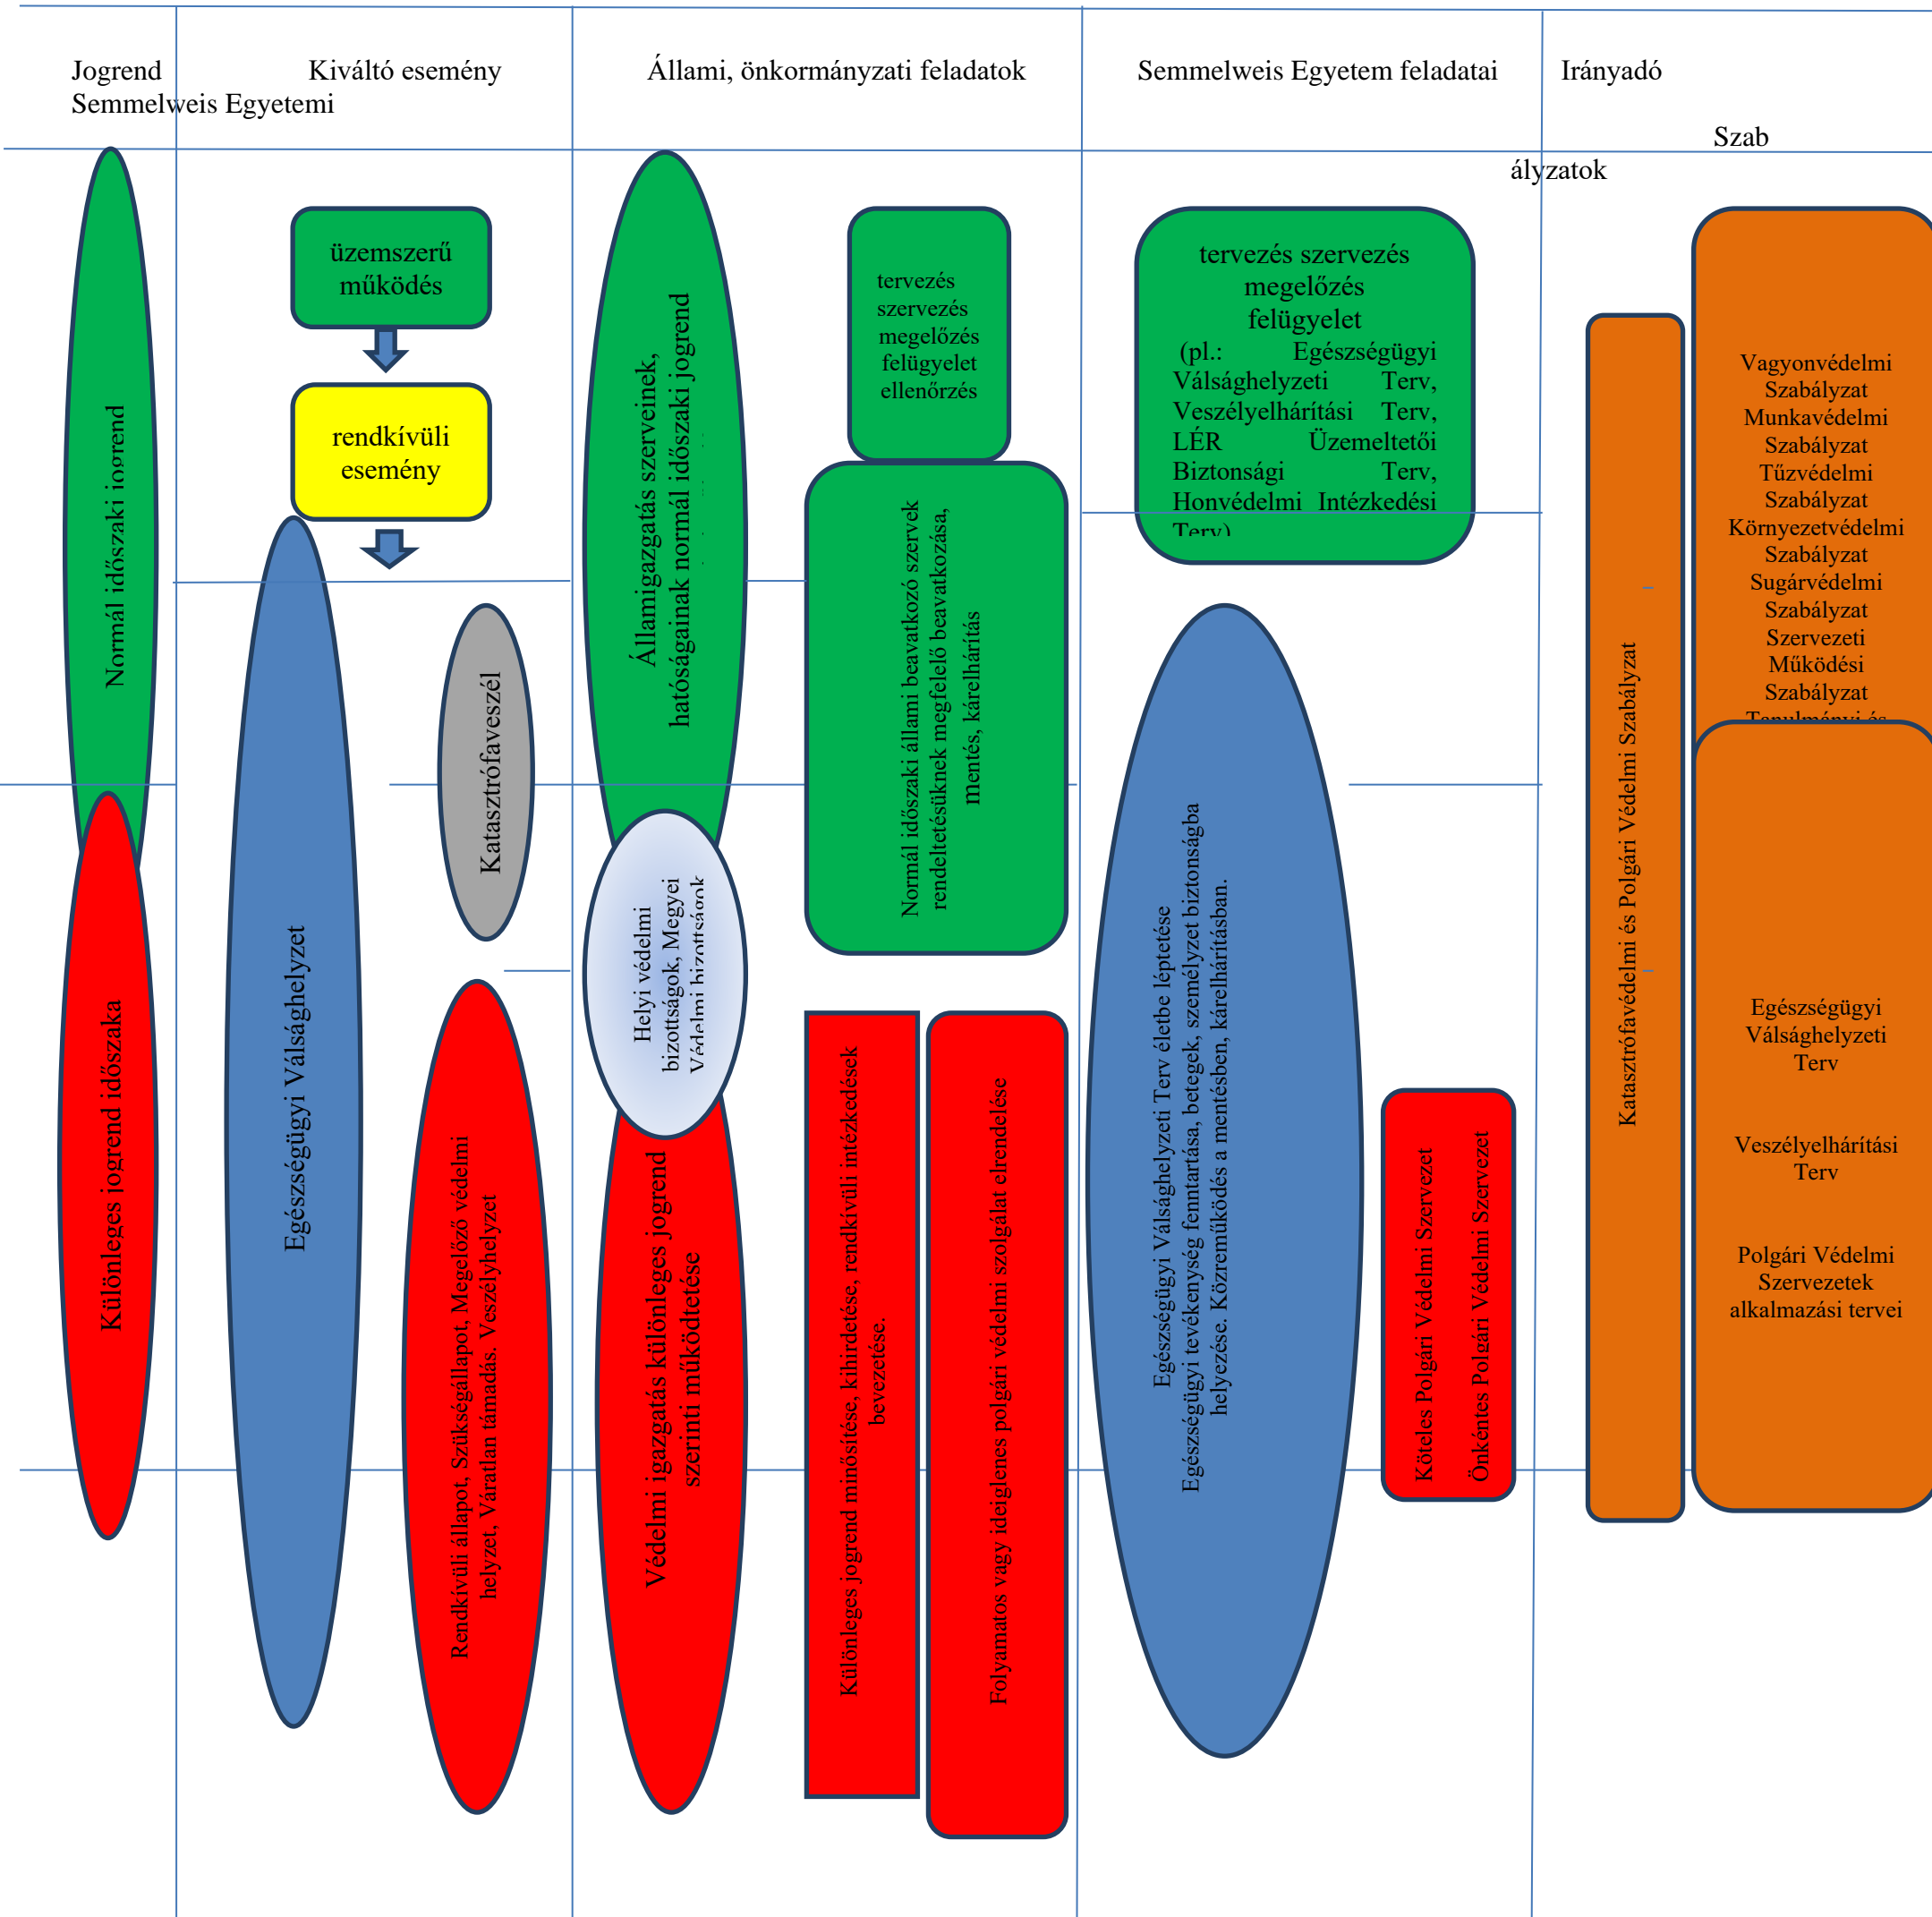 Jogrend Kiváltó esemény Állami, önkormányzati feladatok Semmelweis Egyetem feladatai Irányadó
Semmelweis Egyetemi
Szab
ályzatok
Normál időszaki jogrend
Különleges jogrend időszaka
üzemszerű
működés
rendkívüli
esemény
Egészségügyi Válsághelyzet
Katasztrófaveszél
Rendkívüli állapot, Szükségállapot, Megelőző védelmi
helyzet, Váratlan támadás. Veszélyhelyzet
Államigazgatás szerveinek,
hatóságainak normál időszaki jogrend
Helyi védelmi
bizottságok, Megyei
Védelmi bizottságok
Védelmi igazgatás különleges jogrend
szerinti működtetése
tervezés
szervezés
megelőzés
felügyelet
ellenőrzés
Normál időszaki állami beavatkozó szervek
rendeltetésüknek megfelelő beavatkozása,
mentés, kárelhárítás
Különleges jogrend minősítése, kihirdetése, rendkívüli intézkedések
bevezetése.
Folyamatos vagy ideiglenes polgári védelmi szolgálat elrendelése
tervezés szervezés
megelőzés
felügyelet
(pl.: Egészségügyi
Válsághelyzeti Terv,
Veszélyelhárítási Terv,
LÉR Üzemeltetői
Biztonsági Terv,
Honvédelmi Intézkedési
Terv)
Egészségügyi Válsághelyzeti Terv életbe léptetése
Egészségügyi tevékenység fenntartása, betegek, személyzet biztonságba
helyezése. Közreműködés a mentésben, kárelhárításban.
Köteles Polgári Védelmi Szervezet
Önkéntes Polgári Védelmi Szervezet
Katasztrófavédelmi és Polgári Védelmi Szabályzat
Vagyonvédelmi
Szabályzat
Munkavédelmi
Szabályzat
Tűzvédelmi
Szabályzat
Környezetvédelmi
Szabályzat
Sugárvédelmi
Szabályzat
Szervezeti
Működési
Szabályzat
Tanulmányi és
Egészségügyi
Válsághelyzeti
Terv
Veszélyelhárítási
Terv
Polgári Védelmi
Szervezetek
alkalmazási tervei